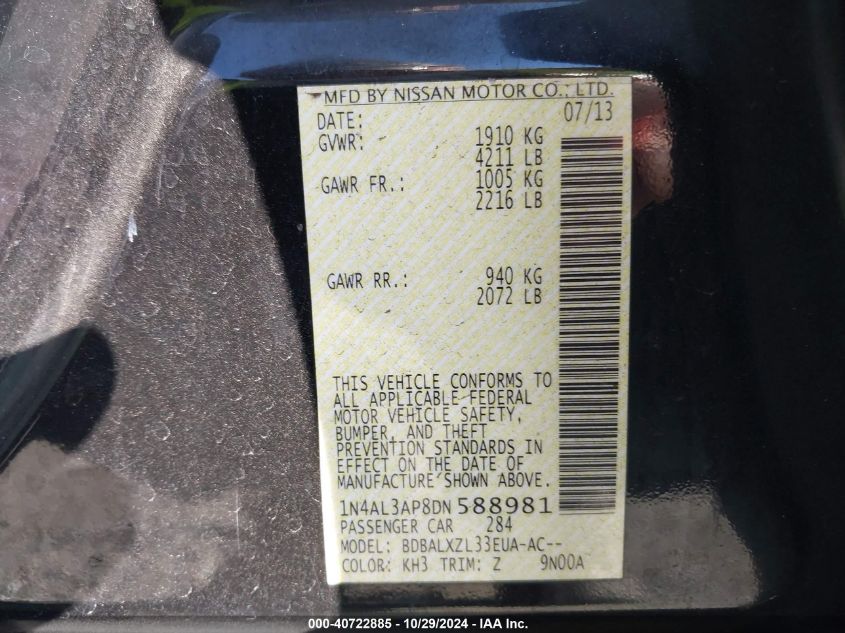 MFD BY NISSAN MOTOR CO., LTD.
DATE: 07/13
GVWR: 1910 KG
4211 LB
GAWR FR.: 1005 KG
2216 LB
GAWR RR.: 940 KG
2072 LB
THIS VEHICLE CONFORMS TO
ALL APPLICABLE FEDERAL
MOTOR VEHICLE SAFETY,
BUMPER, AND THEFT
PREVENTION STANDARDS IN
EFFECT ON THE DATE OF
MANUFACTURE SHOWN ABOVE.
1N4AL3AP8DN588981
PASSENGER CAR 284
MODEL: BDBALXZL33EUA-AC--
COLOR: KH3 TRIM: Z 9N00A
000-40722885 - 10/29/2024 - IAA Inc.